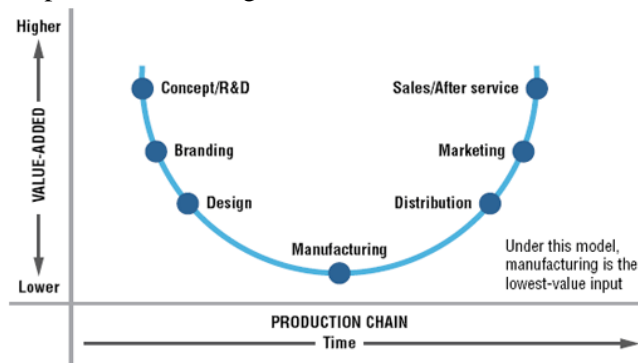 Higher
VALUE-ADDED
Lower
Concept/R&D
Sales/After service
Branding
Marketing
Design
Distribution
Manufacturing
Under this model,
manufacturing is the
lowest-value input
PRODUCTION CHAIN
Time